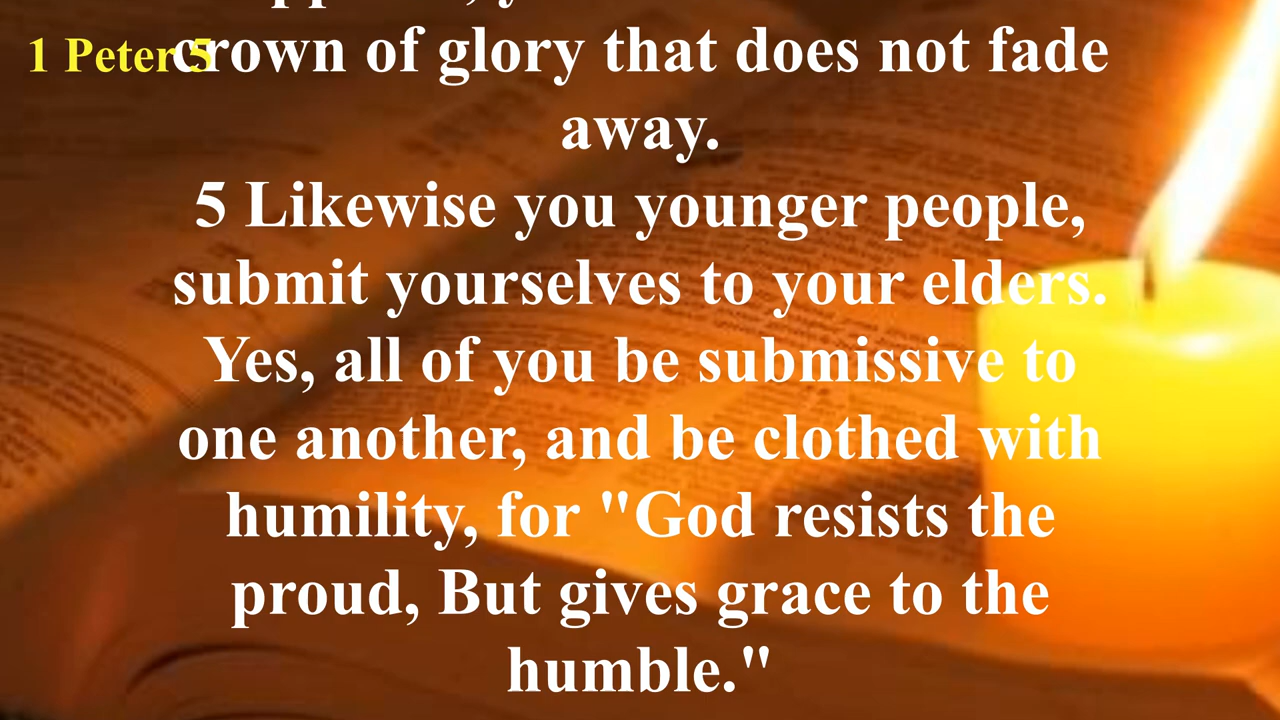 1 Peter 5
crown of glory that does not fade
away.
5 Likewise you younger people,
submit yourselves to your elders.
Yes, all of you be submissive to
one another, and be clothed with
humility, for "God resists the
proud, But gives grace to the
humble."